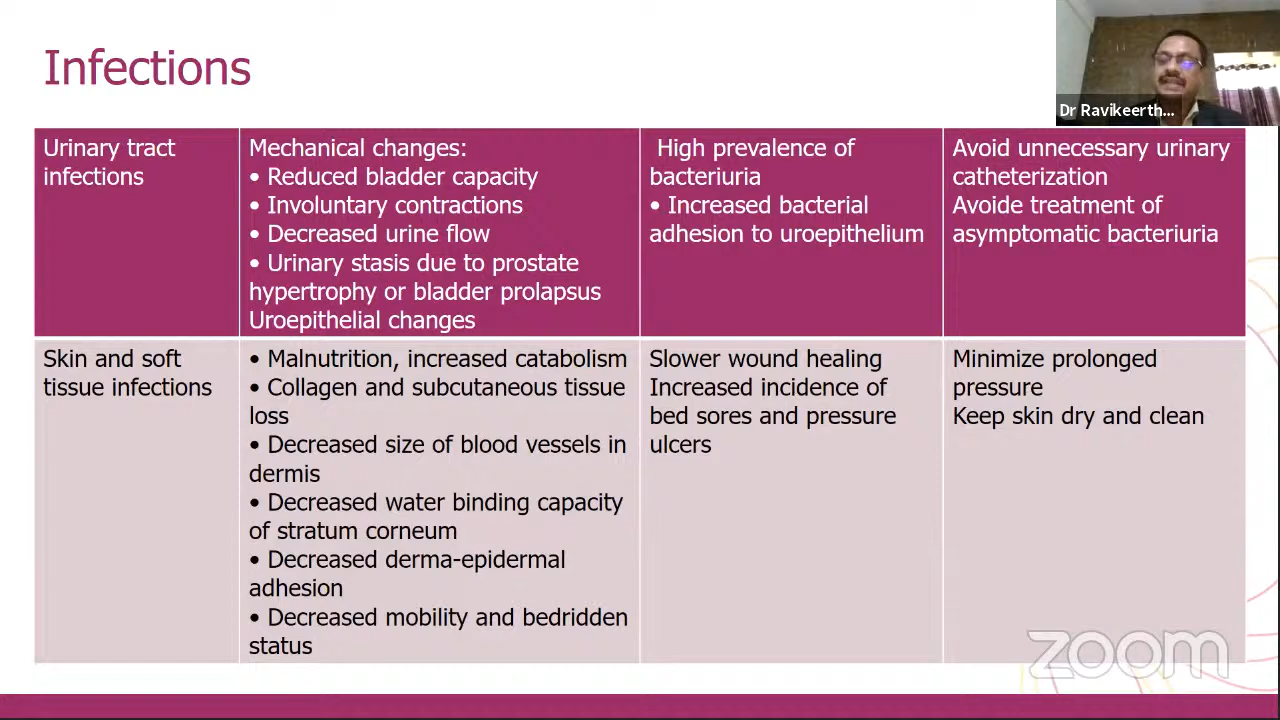 Infections
Dr Ravikeerth...
Urinary tract
infections
Mechanical changes:
• Reduced bladder capacity
• Involuntary contractions
• Decreased urine flow
• Urinary stasis due to prostate
hypertrophy or bladder prolapsus
Uroepithelial changes
High prevalence of
bacteriuria
• Increased bacterial
adhesion to uroepithelium
Avoid unnecessary urinary
catheterization
Avoide treatment of
asymptomatic bacteriuria
Skin and soft
tissue infections
• Malnutrition, increased catabolism
• Collagen and subcutaneous tissue
loss
• Decreased size of blood vessels in
dermis
• Decreased water binding capacity
of stratum corneum
• Decreased derma-epidermal
adhesion
• Decreased mobility and bedridden
status
Slower wound healing
Increased incidence of
bed sores and pressure
ulcers
Minimize prolonged
pressure
Keep skin dry and clean
zoom